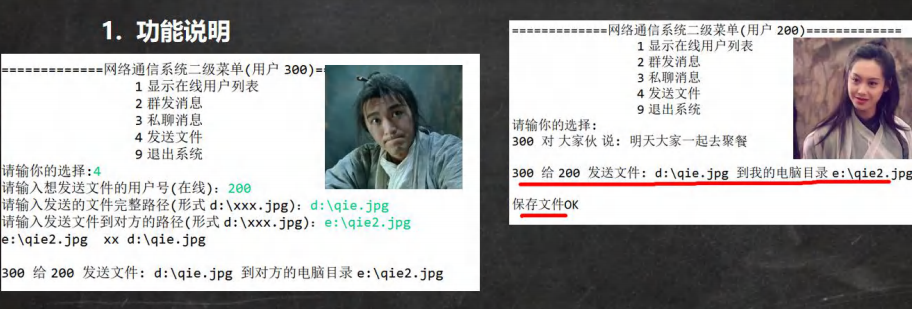 1. 功能说明
=============网络通信系统二级菜单(用户 300)=
1 显示在线用户列表
2 群发消息
3 私聊消息
4 发送文件
9 退出系统
请输你的选择:4
请输入想发送文件的用户号(在线): 200
请输入发送的文件完整路径(形式 d:\xxx.jpg): d:\qie.jpg
请输入发送文件到对方的路径(形式 d:\xxx.jpg): e:\qie2.jpg
e:\qie2.jpg  xx d:\qie.jpg
300 给 200 发送文件: d:\qie.jpg 到对方的电脑目录 e:\qie2.jpg
=============网络通信系统二级菜单(用户 200)=============
1 显示在线用户列表
2 群发消息
3 私聊消息
4 发送文件
9 退出系统
请输你的选择:
300 对 大家伙 说: 明天大家一起去聚餐
300 给 200 发送文件: d:\qie.jpg 到我的电脑目录 e:\qie2.jpg
保存文件OK